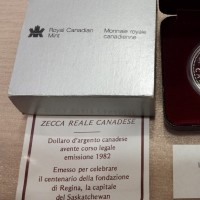 Royal Canadian
Mint
Monnaie royale
canadienne
ZECCA REALE CANADESE
Dollaro d'argento canadese
avente corso legale
emissione 1982
Emesso per celebrare
il centenario della fondazione
di Regina, la capitale
del Saskatchewan